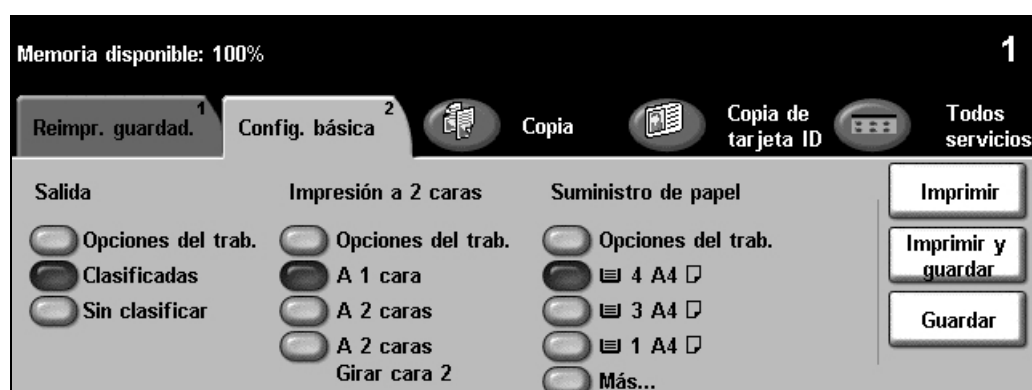 Memoria disponible: 100%
1
Reimpr. guardad.
1
Config. básica
2
Copia
Copia de
tarjeta ID
Todos
servicios
Salida
Opciones del trab.
Clasificadas
Sin clasificar
Impresión a 2 caras
Opciones del trab.
A 1 cara
A 2 caras
A 2 caras
Girar cara 2
Suministro de papel
Opciones del trab.
4 A4
3 A4
1 A4
Más...
Imprimir
Imprimir y
guardar
Guardar